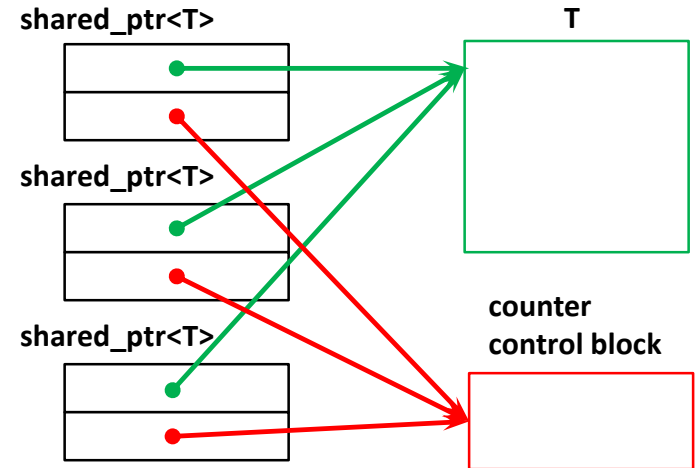 shared_ptr<T>
T
shared_ptr<T>
shared_ptr<T>
counter
control block